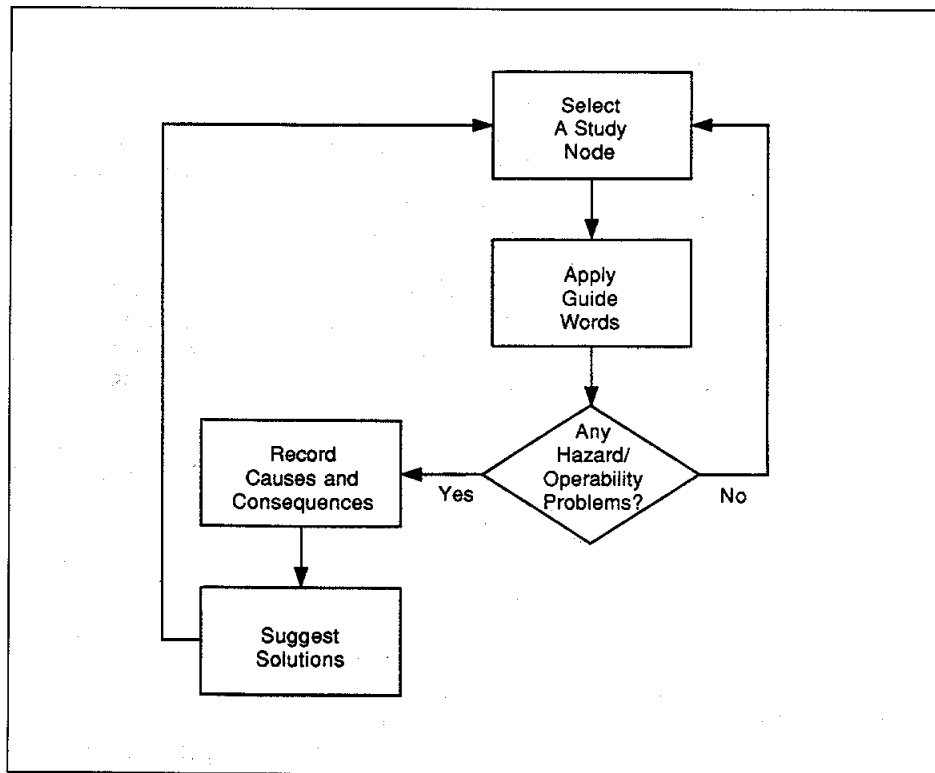 Select
A Study
Node
Apply
Guide
Words
Any
Hazard/
Operability
Problems?
Yes
No
Record
Causes and
Consequences
Suggest
Solutions